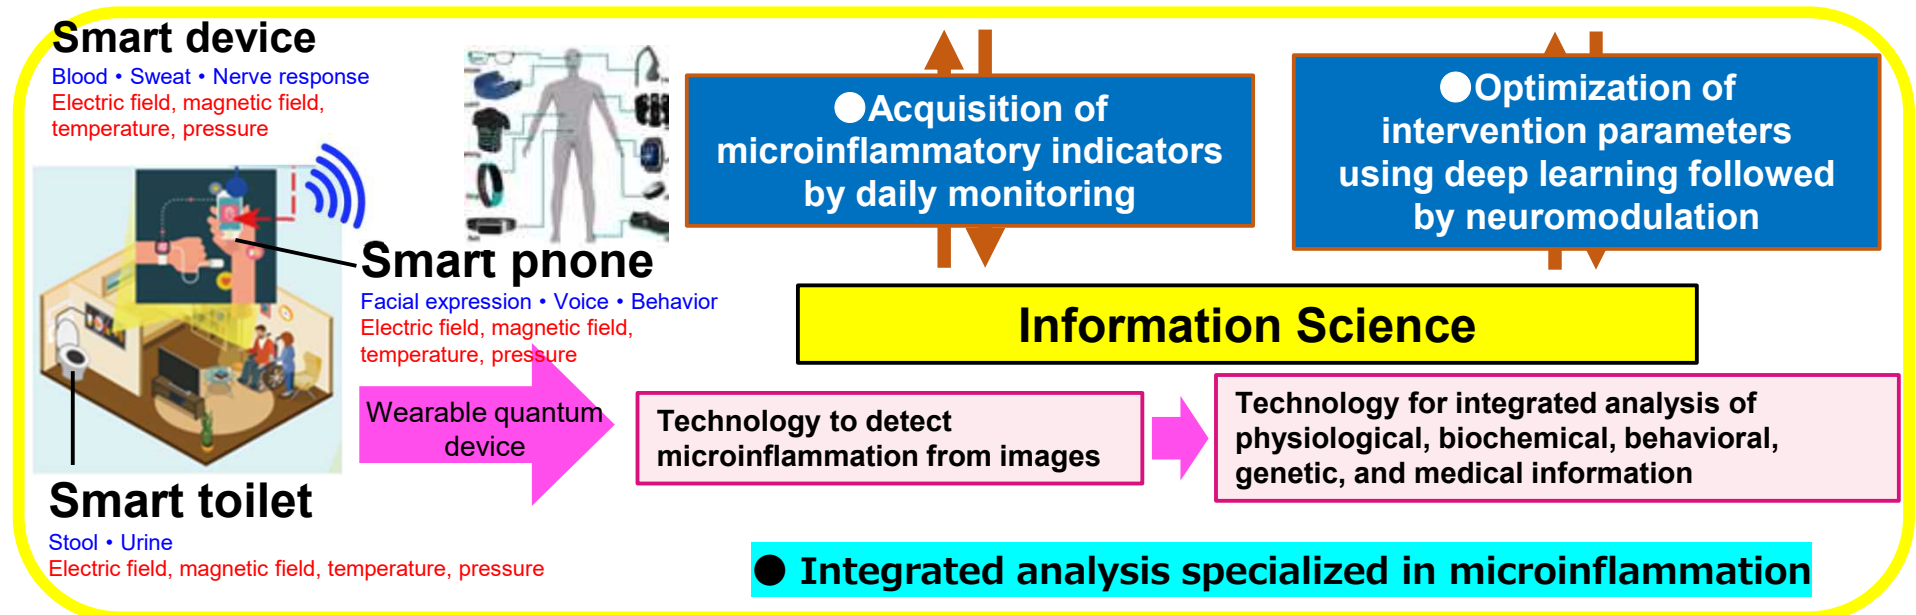 Smart device
Blood • Sweat • Nerve response
Electric field, magnetic field,
temperature, pressure
Smart phone
Facial expression • Voice • Behavior
Electric field, magnetic field,
temperature, pressure
Smart toilet
Stool • Urine
Electric field, magnetic field, temperature, pressure
●Acquisition of
microinflammatory indicators
by daily monitoring
●Optimization of
intervention parameters
using deep learning followed
by neuromodulation
Information Science
Wearable quantum
device
Technology to detect
microinflammation from images
Technology for integrated analysis of
physiological, biochemical, behavioral,
genetic, and medical information
● Integrated analysis specialized in microinflammation